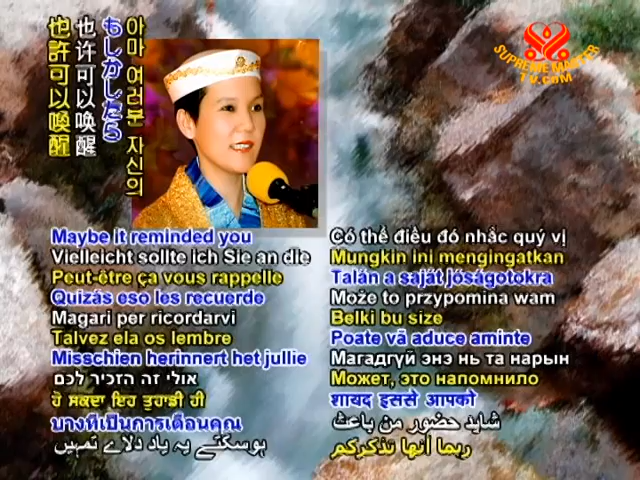 也許可以喚醒
也许可以唤醒
もしかしたら
아마 여러분 자신의
SUPREME MASTER
TV.COM
Maybe it reminded you
Vielleicht sollte ich Sie an die
Peut-être ça vous rappelle
Quizás eso les recuerde
Magari per ricordarvi
Talvez ela os lembre
Misschien herinnert het jullie
אולי זה הזכיר לכם
ਹੋ ਸਕਦਾ ਇਹ ਤੁਹਾਡੀ ਹੀ
บางทีเป็นการเตือนคุณ
ہوسکتے یہ یاد دلاے تمہیں
Có thể điều đó nhắc quý vị
Mungkin ini mengingatkan
Talán a saját jóságotokra
Może to przypomina wam
Belki bu size
Poate vă aduce aminte
Магадгүй энэ нь та нарын
Может, это напомнило
शायद इससे आपको
شاید حضور من باعث
ربما أنها تذكركم